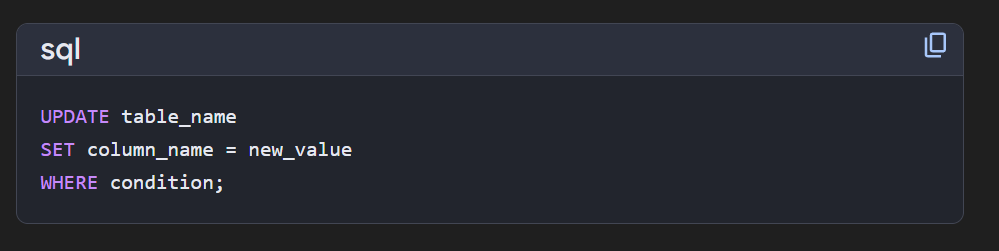 sql
UPDATE table_name
SET column_name = new_value
WHERE condition;